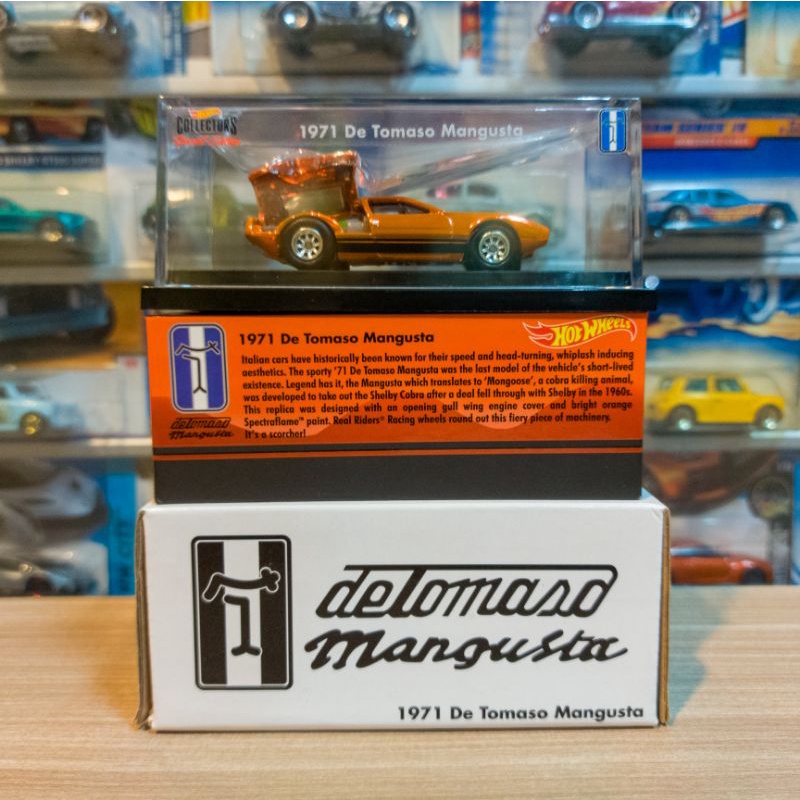 COLLECTORS
1971 De Tomaso Mangusta
1971 De Tomaso Mangusta
HOT WHEELS
Italian cars have historically been known for their speed and head-turning, whiplash inducing
aesthetics. The sporty '71 De Tomaso Mangusta was the last model of the vehicle's short-lived
existence. Legend has it, the Mangusta which translates to 'Mongoose', a cobra killing animal,
was developed to take out the Shelby Cobra after a deal fell through with Shelby in the 1960s.
This replica was designed with an opening gull wing engine cover and bright orange
Spectraflame™ paint. Real Riders® Racing wheels round out this fiery piece of machinery.
It's a scorcher!
deTomaso
Mangusta
deTomaso
Mangusta
1971 De Tomaso Mangusta